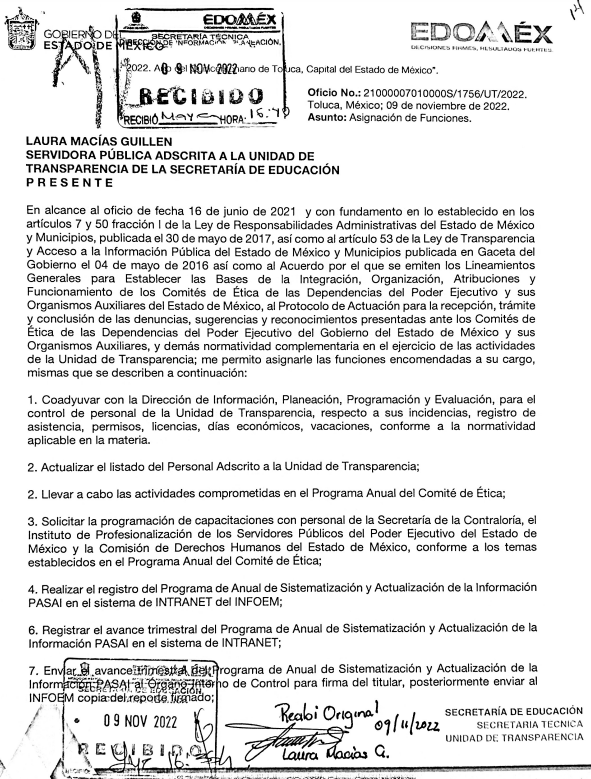 14
GOBIERNO DEL
ESTADO DE MÉXICO
EDOMÉX
DECISIONES FIRMES, RESULTADOS FUERTES.
EDOMÉX
DECISIONES FIRMES, RESULTADOS FUERTES.
SECRETARÍA TÉCNICA
DIRECCIÓN DE INFORMACIÓN, PLANEACIÓN,
"2022. Año del Toluca, Capital del Estado de México".
0 9 NOV 2022
RECIBIDO
RECIBIÓ HORA: 16:40
Oficio No.: 21000007010000S/1756/UT/2022.
Toluca, México; 09 de noviembre de 2022.
Asunto: Asignación de Funciones.
LAURA MACÍAS GUILLEN
SERVIDORA PÚBLICA ADSCRITA A LA UNIDAD DE
TRANSPARENCIA DE LA SECRETARÍA DE EDUCACIÓN
P R E S E N T E
En alcance al oficio de fecha 16 de junio de 2021 y con fundamento en lo establecido en los
artículos 7 y 50 fracción I de la Ley de Responsabilidades Administrativas del Estado de México
y Municipios, publicada el 30 de mayo de 2017, así como al artículo 53 de la Ley de Transparencia
y Acceso a la Información Pública del Estado de México y Municipios publicada en Gaceta del
Gobierno el 04 de mayo de 2016 así como al Acuerdo por el que se emiten los Lineamientos
Generales para Establecer las Bases de la Integración, Organización, Atribuciones y
Funcionamiento de los Comités de Ética de las Dependencias del Poder Ejecutivo y sus
Organismos Auxiliares del Estado de México, al Protocolo de Actuación para la recepción, trámite
y conclusión de las denuncias, sugerencias y reconocimientos presentadas ante los Comités de
Ética de las Dependencias del Poder Ejecutivo del Gobierno del Estado de México y sus
Organismos Auxiliares, y demás normatividad complementaria en el ejercicio de las actividades
de la Unidad de Transparencia; me permito asignarle las funciones encomendadas a su cargo,
mismas que se describen a continuación:
1. Coadyuvar con la Dirección de Información, Planeación, Programación y Evaluación, para el
control de personal de la Unidad de Transparencia, respecto a sus incidencias, registro de
asistencia, permisos, licencias, días económicos, vacaciones, conforme a la normatividad
aplicable en la materia.
2. Actualizar el listado del Personal Adscrito a la Unidad de Transparencia;
2. Llevar a cabo las actividades comprometidas en el Programa Anual del Comité de Ética;
3. Solicitar la programación de capacitaciones con personal de la Secretaría de la Contraloría, el
Instituto de Profesionalización de los Servidores Públicos del Poder Ejecutivo del Estado de
México y la Comisión de Derechos Humanos del Estado de México, conforme a los temas
establecidos en el Programa Anual del Comité de Ética;
4. Realizar el registro del Programa de Anual de Sistematización y Actualización de la Información
PASAI en el sistema de INTRANET del INFOEM;
6. Registrar el avance trimestral del Programa de Anual de Sistematización y Actualización de la
Información PASAI en el sistema de INTRANET;
7. Enviar el avance trimestral del Programa de Anual de Sistematización y Actualización de la
Información PASAI al Órgano Interno de Control para firma del titular, posteriormente enviar al
INFOEM copia del reporte firmado;
SECRETARÍA DE EDUCACIÓN
09 NOV 2022
RECIBIDO
Recibi Original
09/11/2022
Laura Macias G.
SECRETARÍA DE EDUCACIÓN
SECRETARIA TECNICA
UNIDAD DE TRANSPARENCIA